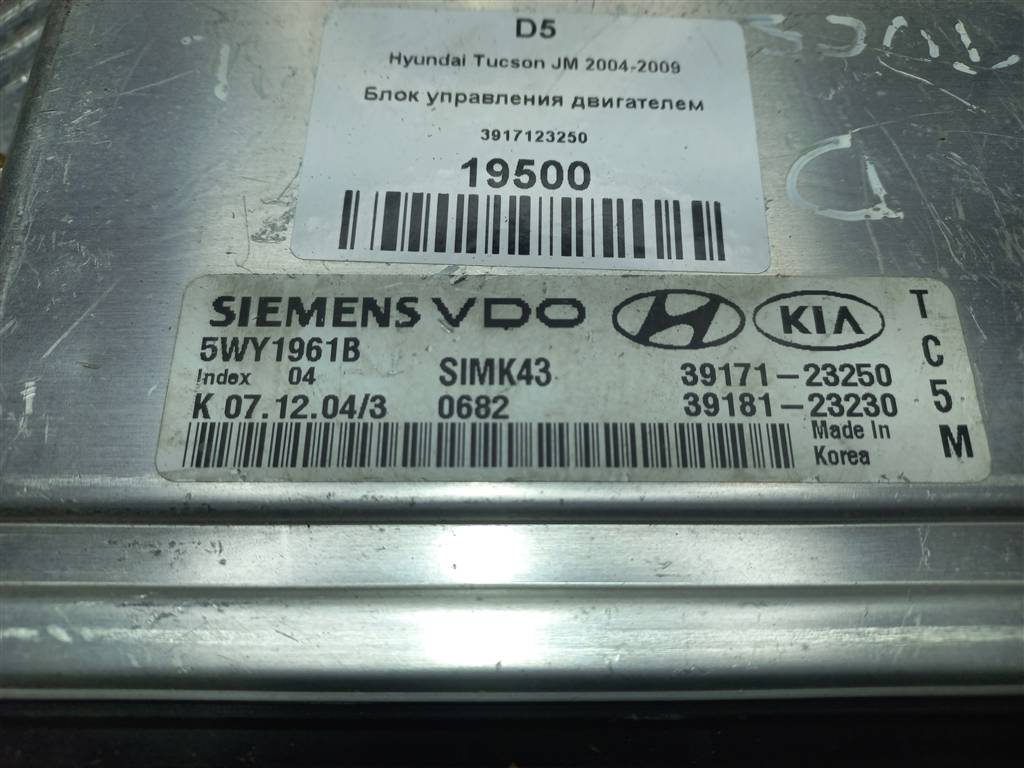 D5
Hyundai Tucson JM 2004-2009
Блок управления двигателем
3917123250
19500
SIEMENS VDO KIA
5WY1961B
Index 04 SIMK43 39171-23250
K 07.12.04/3 0682 39181-23230
Made In
Korea
TC5M
D